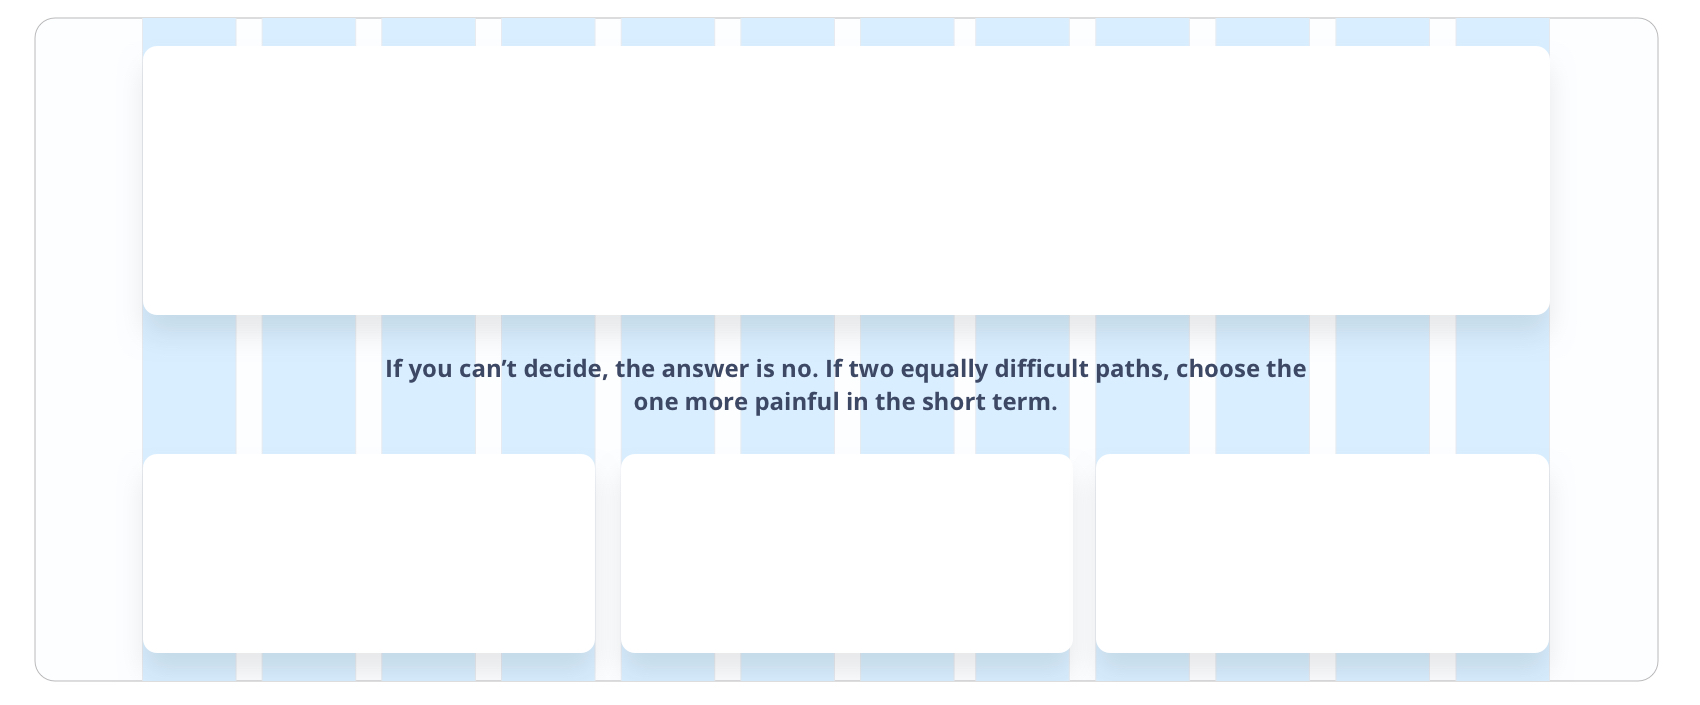 If you can’t decide, the answer is no. If two equally difficult paths, choose the
one more painful in the short term.